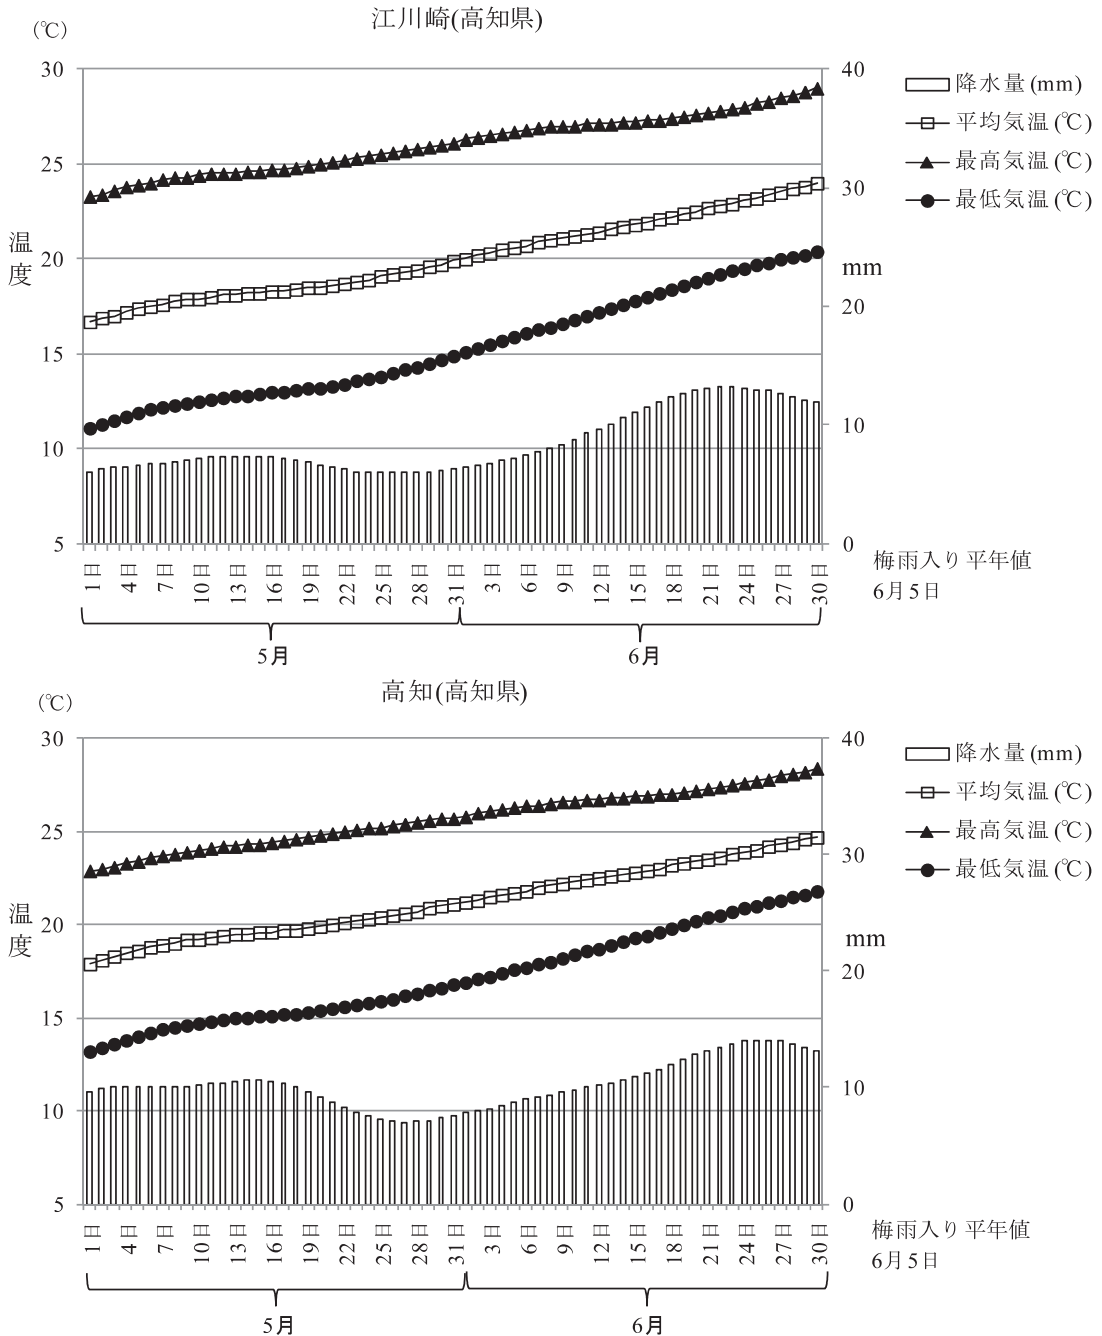 江川崎(高知県)
(℃)
30
25
20
15
10
5
温度
40
30
20
10
0
mm
降水量(mm)
平均気温(℃)
最高気温(℃)
最低気温(℃)
1日 4日 7日 10日 13日 16日 19日 22日 25日 28日 31日 3日 6日 9日 12日 15日 18日 21日 24日 27日 30日
5月 6月
梅雨入り平年値
6月5日
高知(高知県)
(℃)
30
25
20
15
10
5
温度
40
30
20
10
0
mm
降水量(mm)
平均気温(℃)
最高気温(℃)
最低気温(℃)
1日 4日 7日 10日 13日 16日 19日 22日 25日 28日 31日 3日 6日 9日 12日 15日 18日 21日 24日 27日 30日
5月 6月
梅雨入り平年値
6月5日